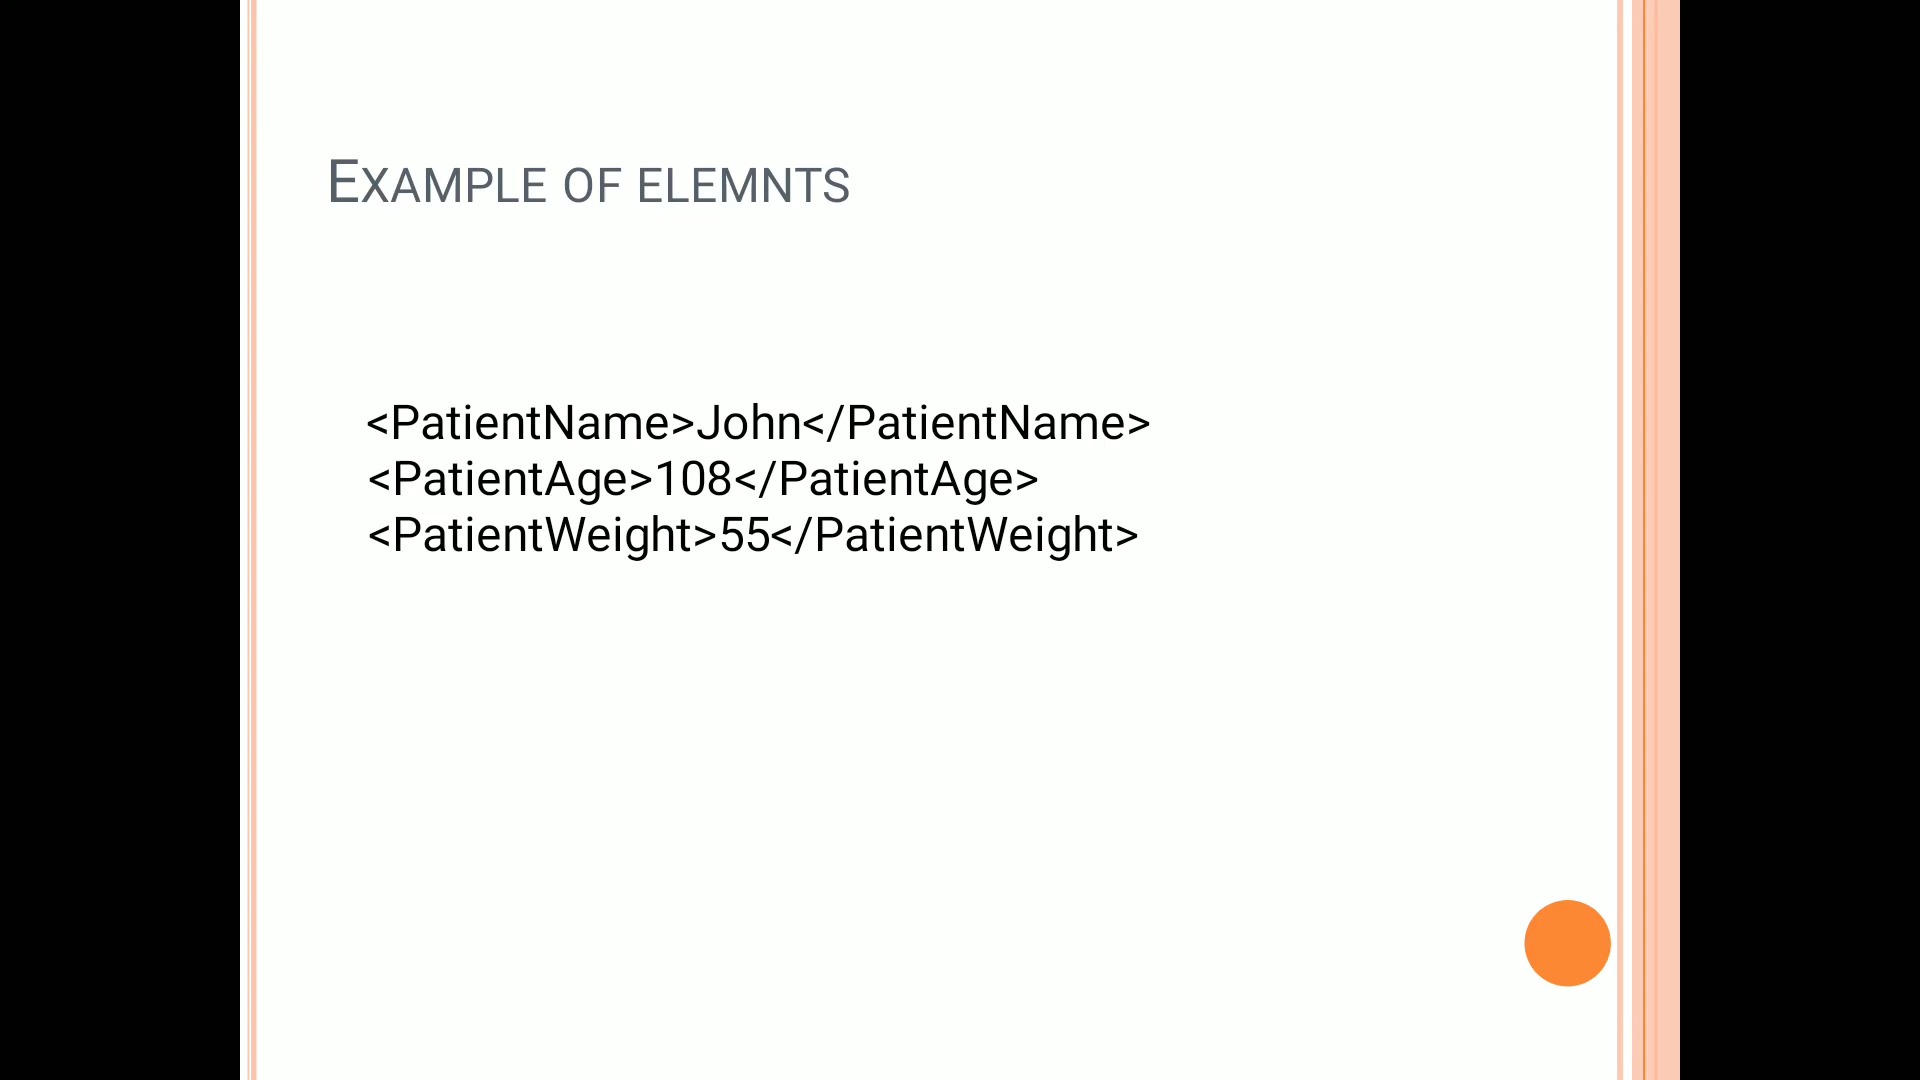 EXAMPLE OF ELEMNTS
<PatientName>John</PatientName>
<PatientAge>108</PatientAge>
<PatientWeight>55</PatientWeight>